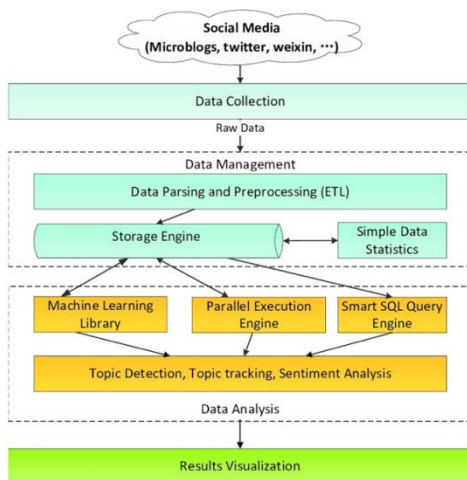 Social Media
(Microblogs, twitter, weixin, ···)
Data Collection
Raw Data
Data Management
Data Parsing and Preprocessing (ETL)
Storage Engine
Simple Data
Statistics
Machine Learning
Library
Parallel Execution
Engine
Smart SQL Query
Engine
Topic Detection, Topic tracking, Sentiment Analysis
Data Analysis
Results Visualization